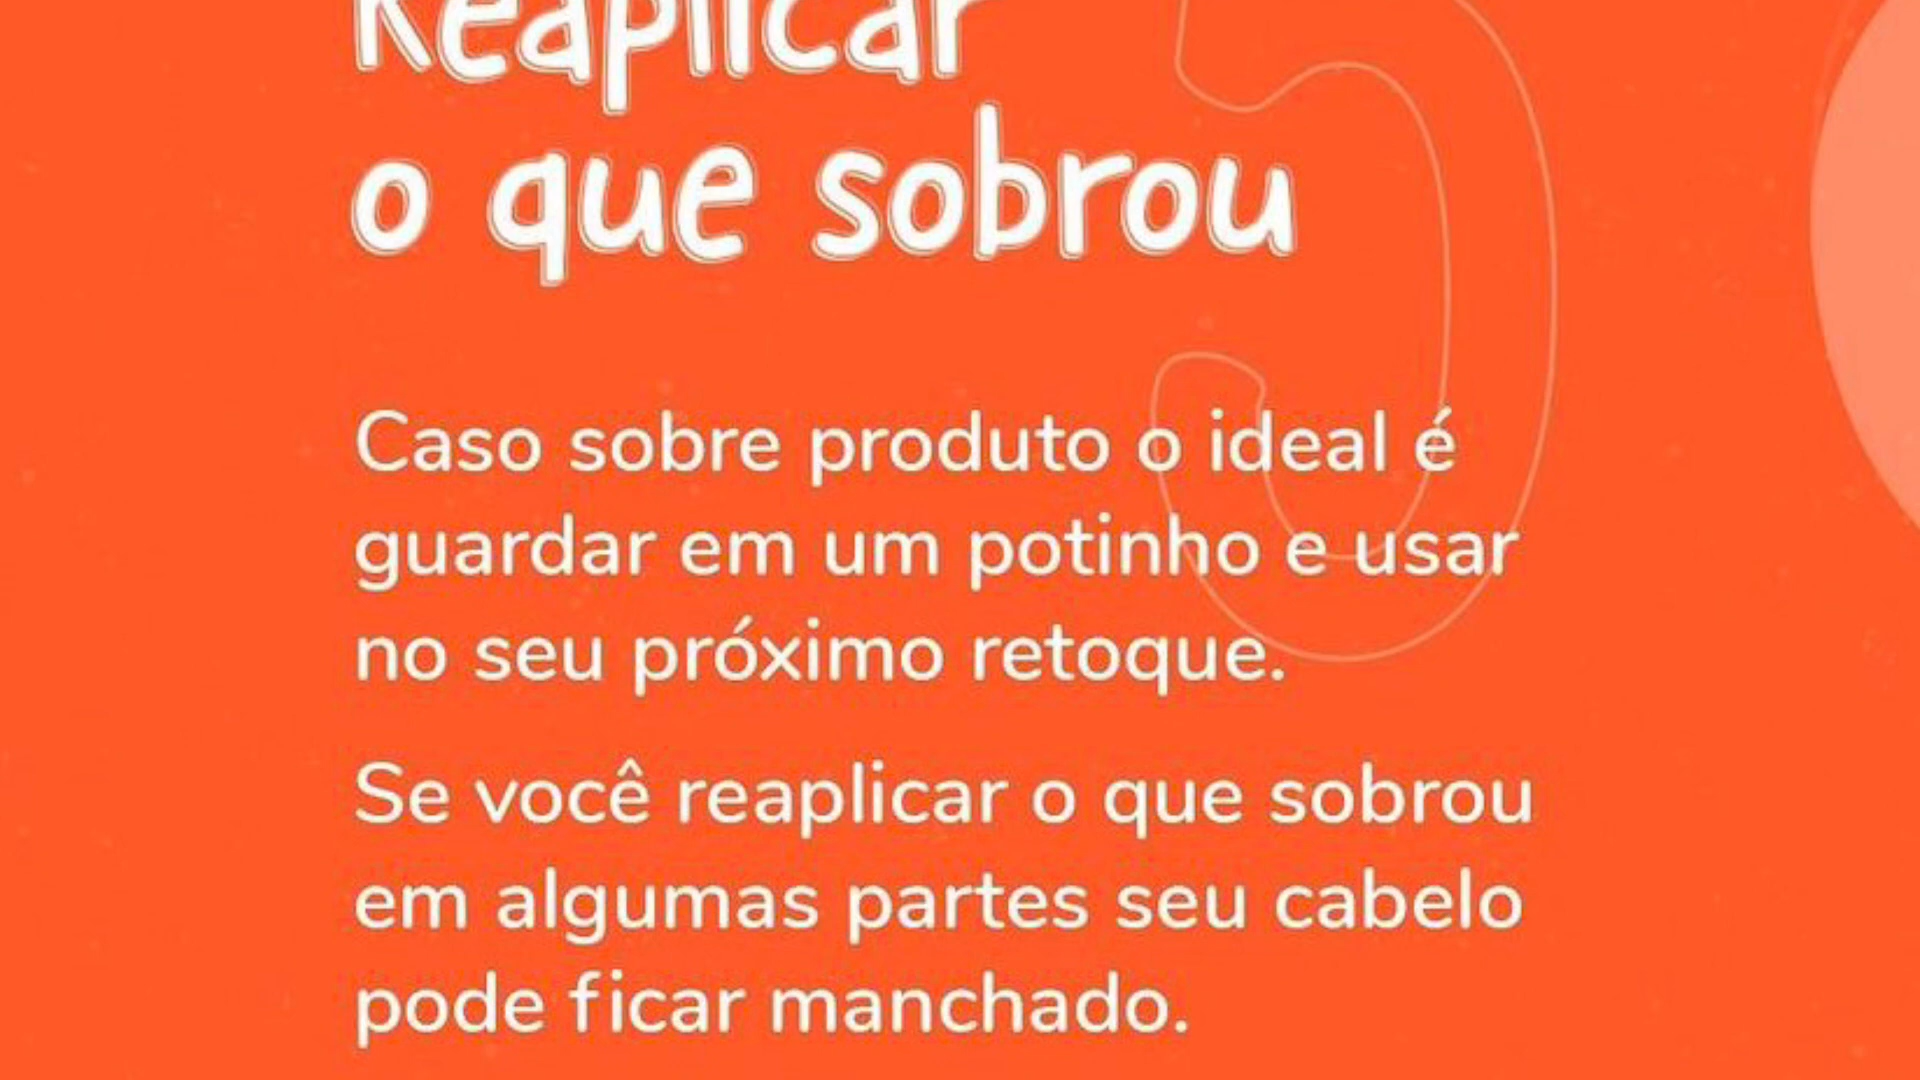 Reaplicar
o que sobrou
Caso sobre produto o ideal é
guardar em um potinho e usar
no seu próximo retoque.
Se você reaplicar o que sobrou
em algumas partes seu cabelo
pode ficar manchado.